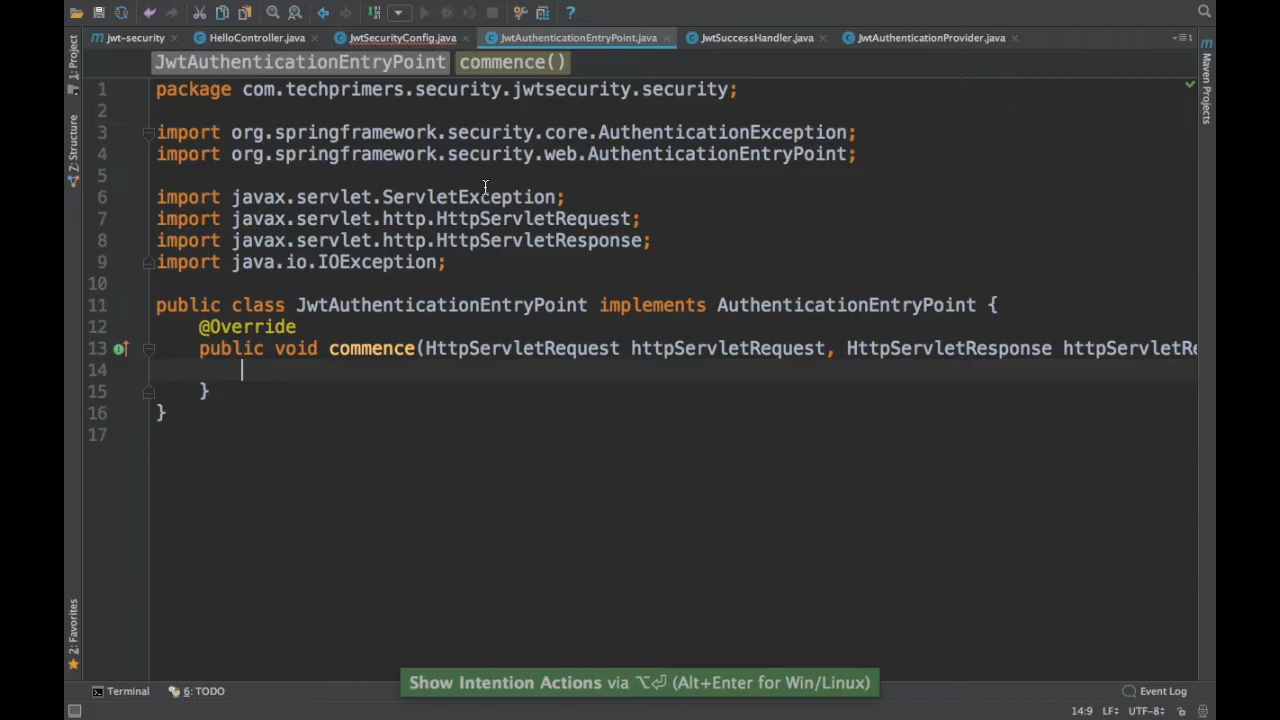 jwt-security
HelloController.java
JwtSecurityConfig.java
JwtAuthenticationEntryPoint.java
JwtSuccessHandler.java
JwtAuthenticationProvider.java
JwtAuthenticationEntryPoint commence()
1 package com.techprimers.security.jwtsecurity.security;
2
3 import org.springframework.security.core.AuthenticationException;
4 import org.springframework.security.web.AuthenticationEntryPoint;
5
6 import javax.servlet.ServletException;
7 import javax.servlet.http.HttpServletRequest;
8 import javax.servlet.http.HttpServletResponse;
9 import java.io.IOException;
10
11 public class JwtAuthenticationEntryPoint implements AuthenticationEntryPoint {
12 @Override
13 public void commence(HttpServletRequest httpServletRequest, HttpServletResponse httpServletRe
14
15 }
16 }
17
1: Project
7: Structure
2: Favorites
Maven Projects
Show Intention Actions via ⌥⏎ (Alt+Enter for Win/Linux)
Terminal
6: TODO
Event Log
14:9 LF÷ UTF-8÷